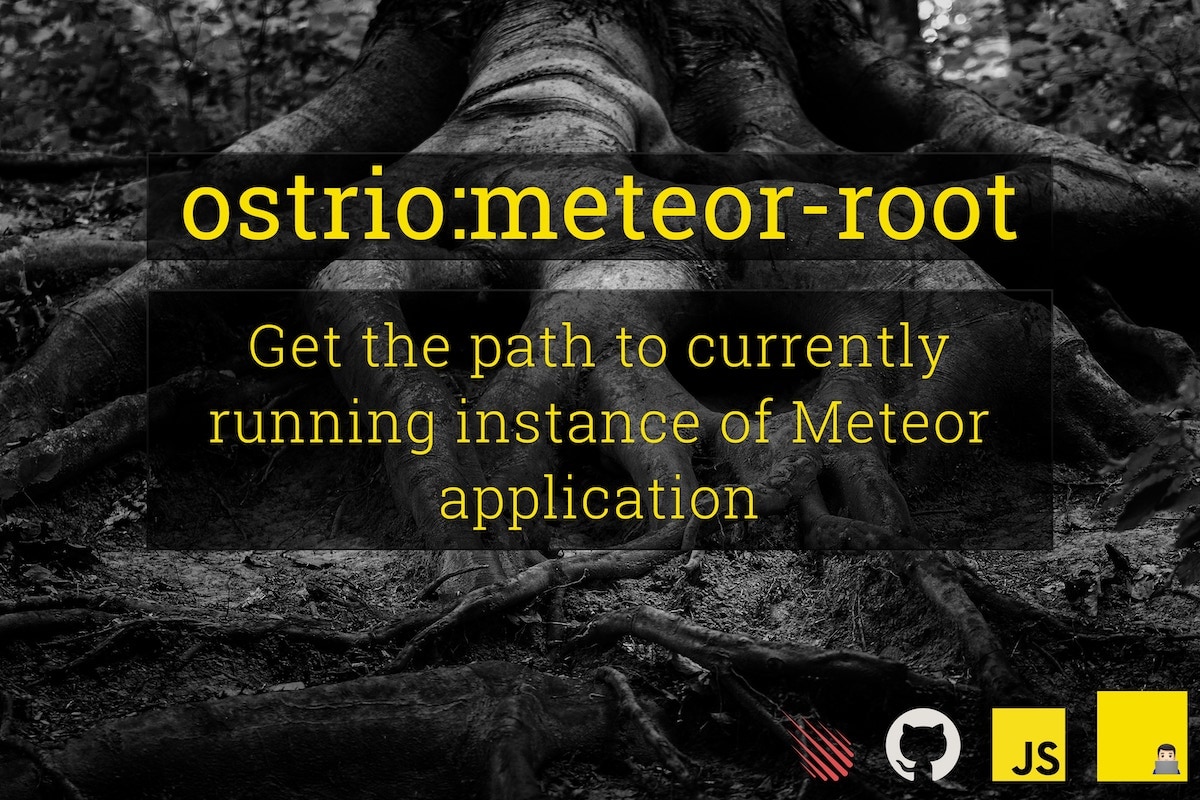 ostrio:meteor-root
Get the path to currently
running instance of Meteor
application
JS